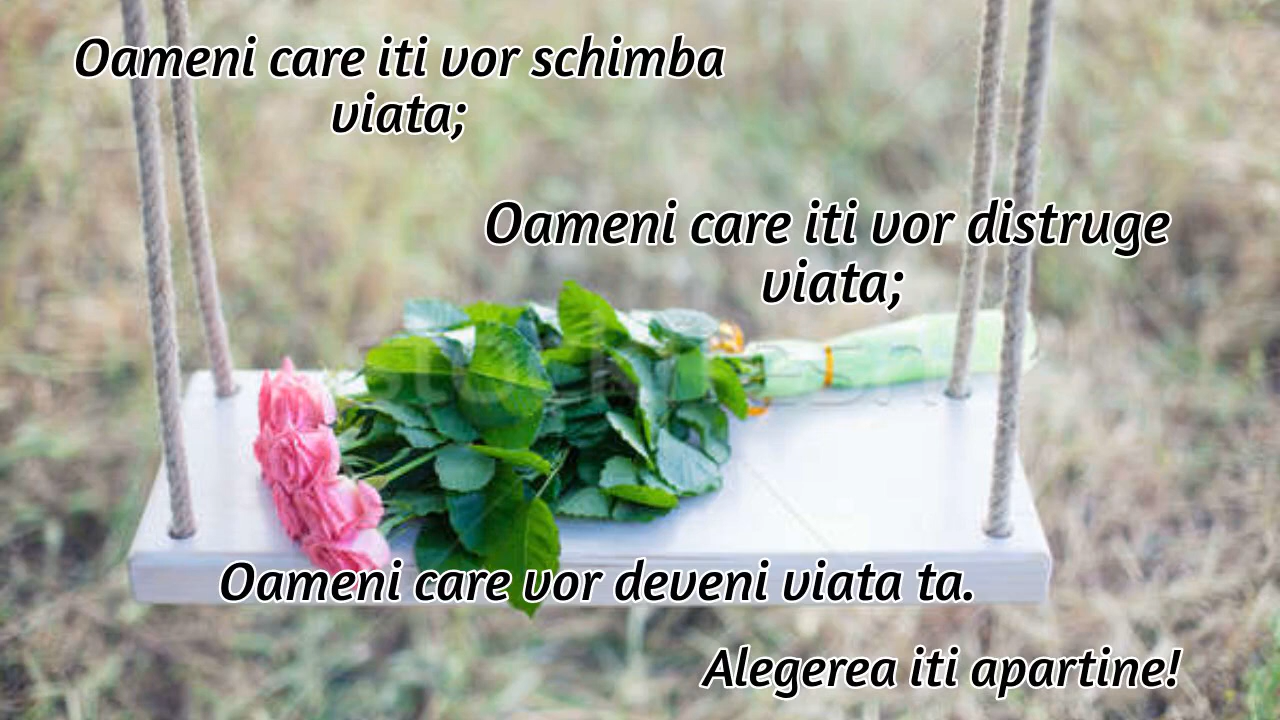 Oameni care iti vor schimba
viata;
Oameni care iti vor distruge
viata;
Oameni care vor deveni viata ta.
Alegerea iti apartine!